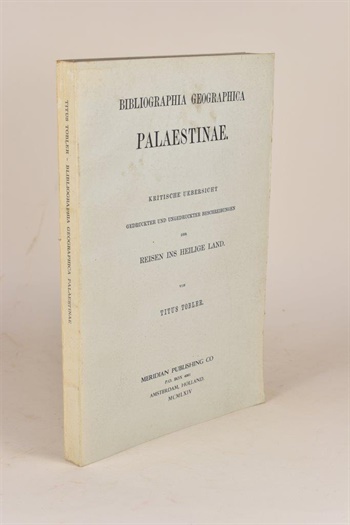 TITUS TOBLER - BIBLIOGRAPHIA GEOGRAPHICA PALAESTINAE
BIBLIOGRAPHIA GEOGRAPHICA
PALAESTINAE.
KRITISCHE UEBERSICHT
GEDRUCKTER UND UNGEDRUCKTER BESCHREIBUNGEN
DER
REISEN INS HEILIGE LAND.
VON
TITUS TOBLER.
MERIDIAN PUBLISHING CO
AMSTERDAM, HOLLAND.
MCMLXIV